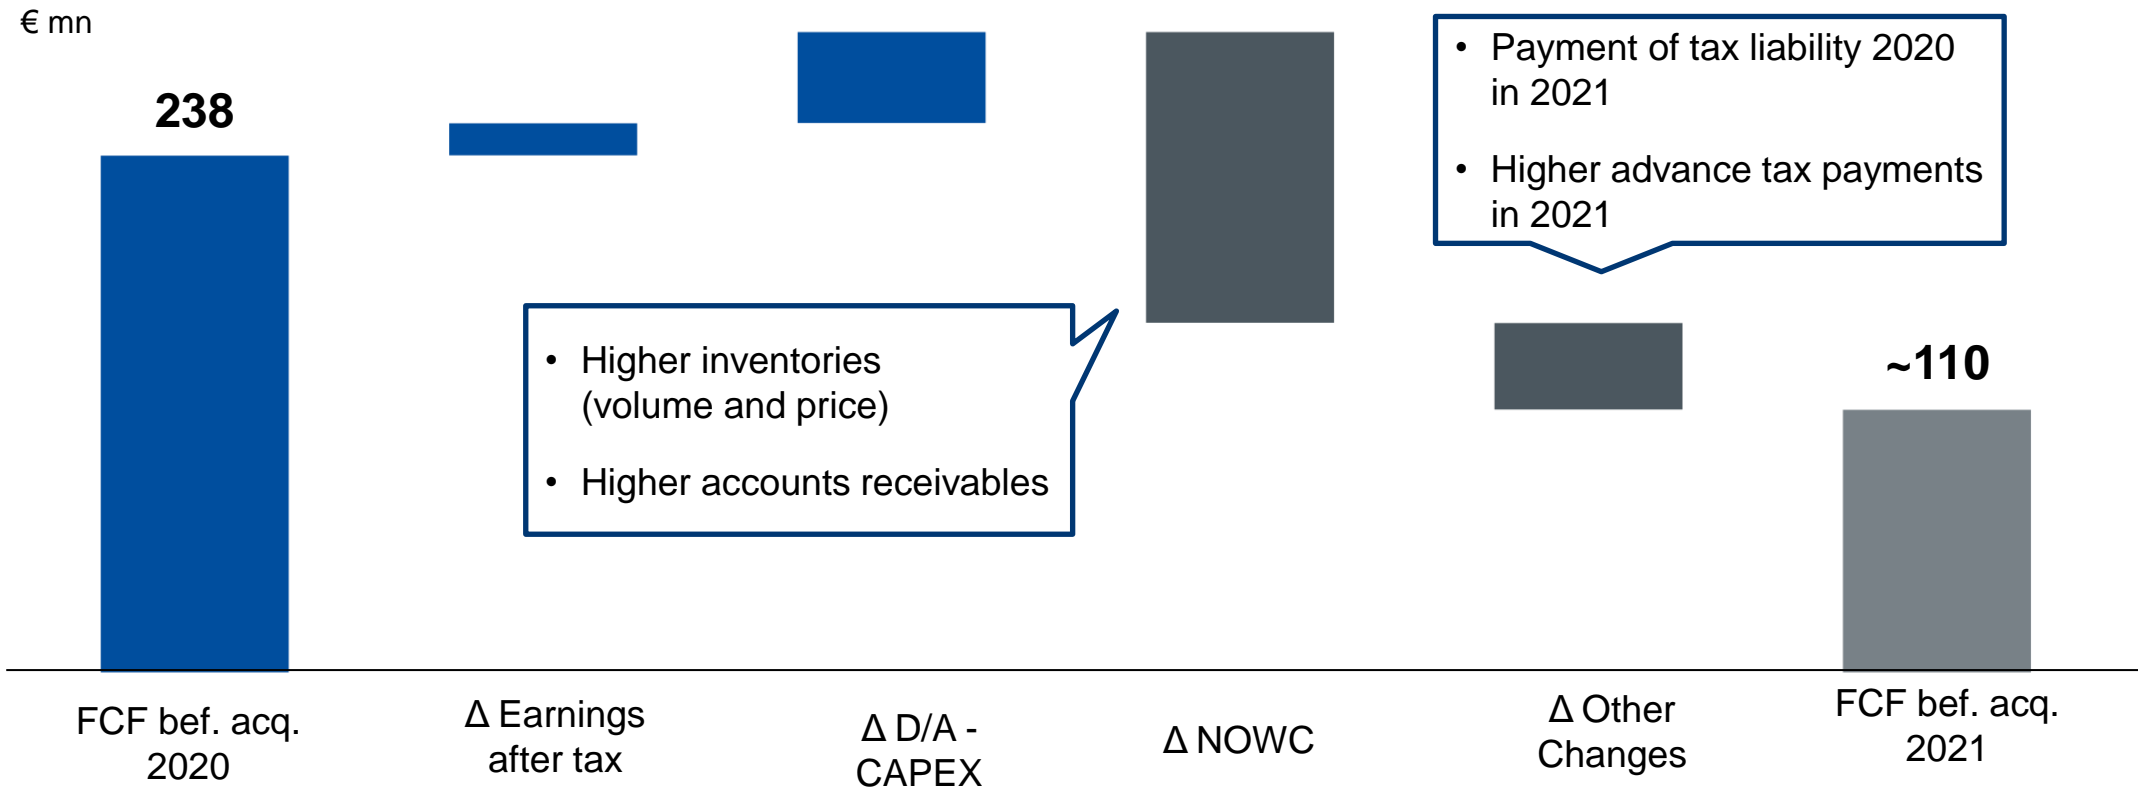 € mn
238
• Payment of tax liability 2020
in 2021
• Higher advance tax payments
in 2021
• Higher inventories
(volume and price)
• Higher accounts receivables
~110
FCF bef. acq.
2020
Δ Earnings
after tax
Δ D/A -
CAPEX
Δ NOWC
Δ Other
Changes
FCF bef. acq.
2021